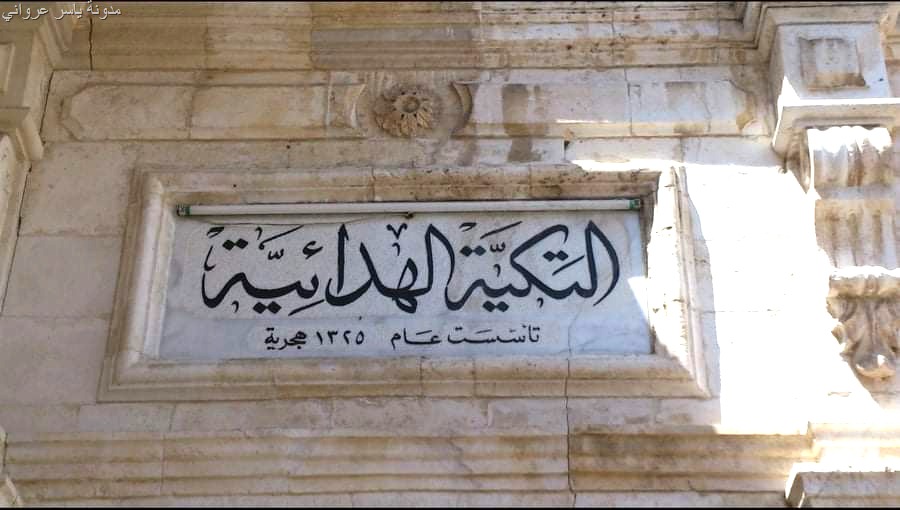 مدونة ياسر عرواني
التكية الهدائية
تأسست عام ١٣٢٥ هجرية